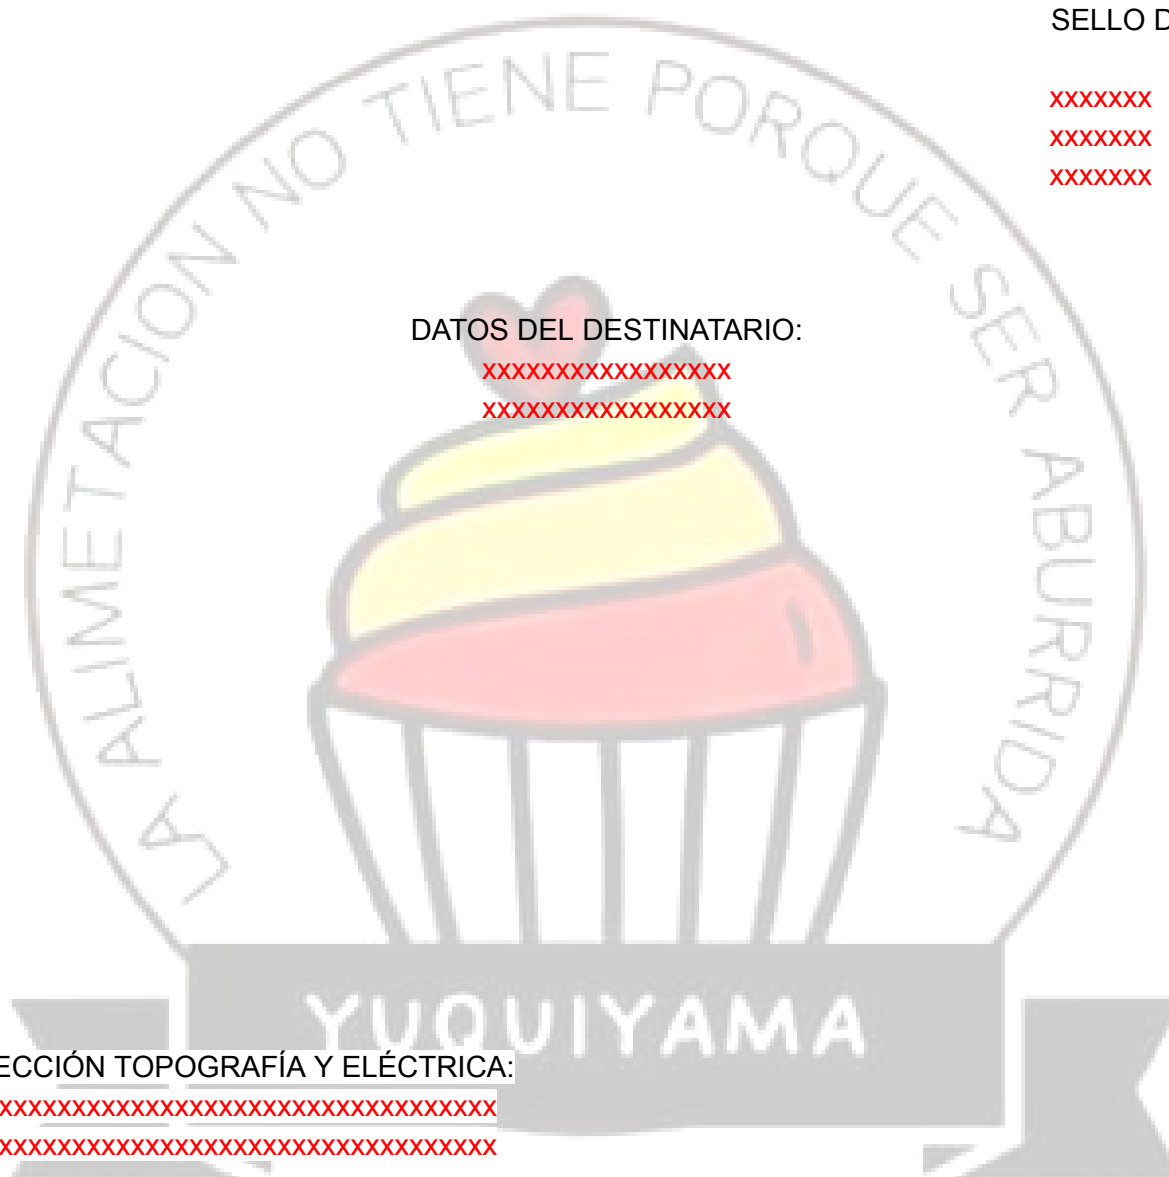 SELLO D
xxxxxxx
xxxxxxx
xxxxxxx
LA ALIMETACION NO TIENE PORQUE SER ABURRIDA
DATOS DEL DESTINATARIO:
xxxxxxxxxxxxxxxxx
xxxxxxxxxxxxxxxxx
YUQUIYAMA
ECCIÓN TOPOGRAFÍA Y ELÉCTRICA:
xxxxxxxxxxxxxxxxxxxxxxxxxxxxxxxxxx
xxxxxxxxxxxxxxxxxxxxxxxxxxxxxxxxxx